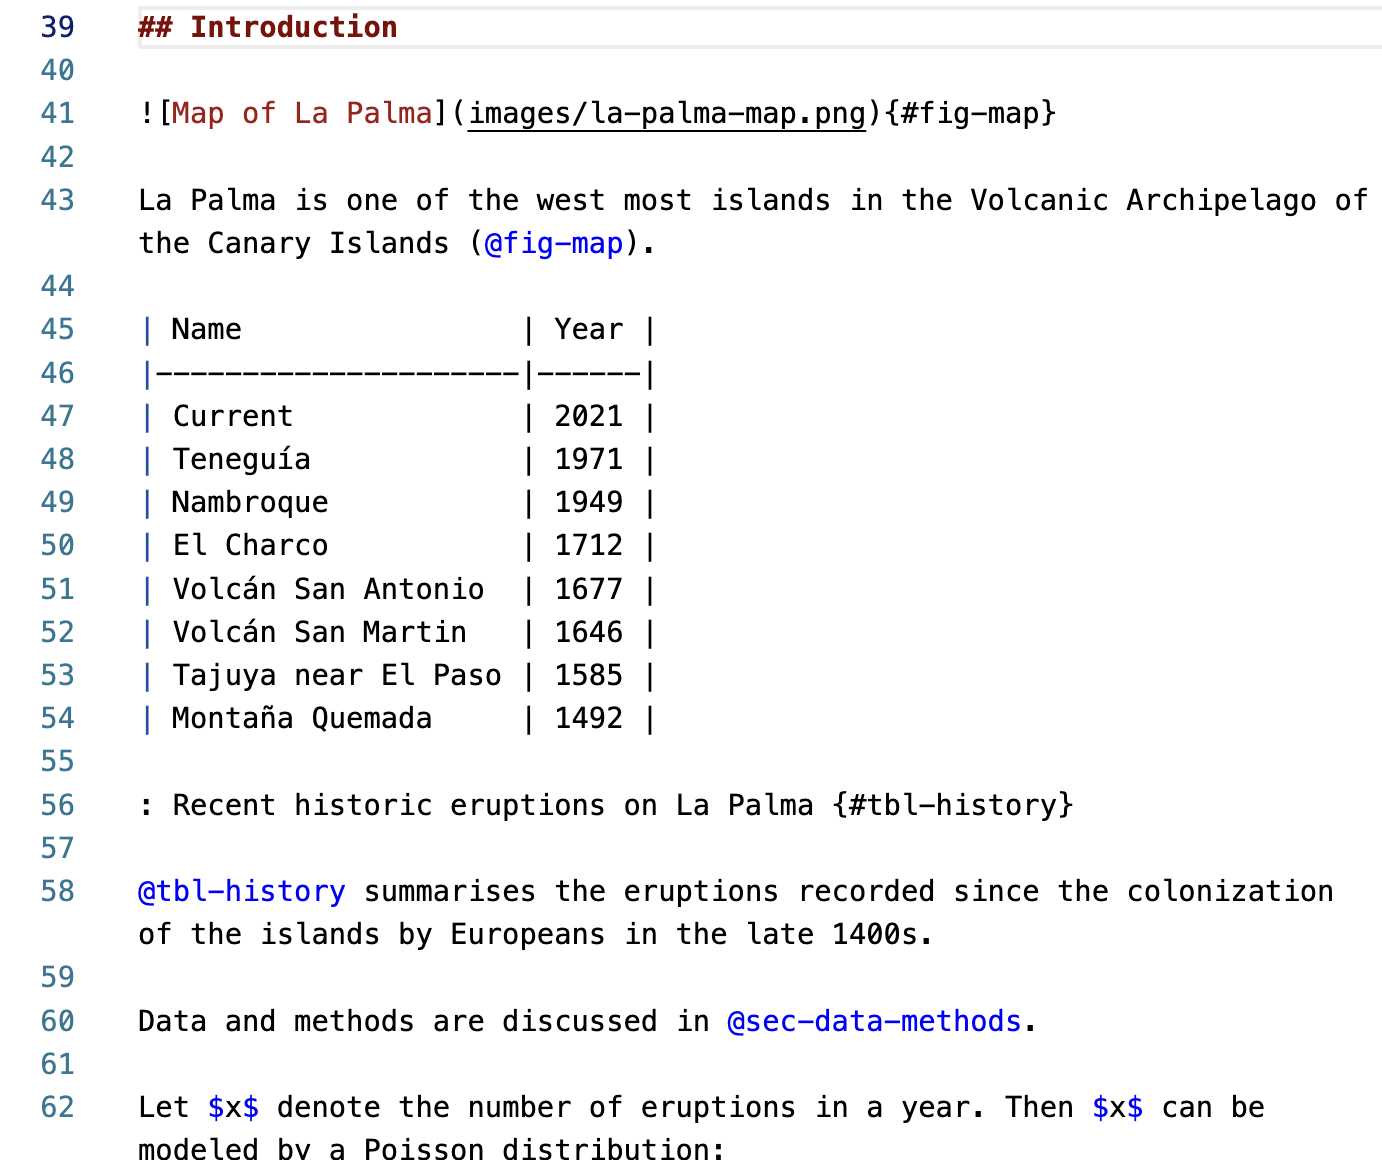 39 ## Introduction
40
41 ![Map of La Palma](images/la-palma-map.png){#fig-map}
42
43 La Palma is one of the west most islands in the Volcanic Archipelago of
the Canary Islands (@fig-map).
44
45 | Name                | Year |
46 |---------------------|------|
47 | Current             | 2021 |
48 | Teneguía            | 1971 |
49 | Nambroque           | 1949 |
50 | El Charco           | 1712 |
51 | Volcán San Antonio  | 1677 |
52 | Volcán San Martin   | 1646 |
53 | Tajuya near El Paso | 1585 |
54 | Montaña Quemada     | 1492 |
55
56 : Recent historic eruptions on La Palma {#tbl-history}
57
58 @tbl-history summarises the eruptions recorded since the colonization
of the islands by Europeans in the late 1400s.
59
60 Data and methods are discussed in @sec-data-methods.
61
62 Let $x$ denote the number of eruptions in a year. Then $x$ can be
modeled by a Poisson distribution: